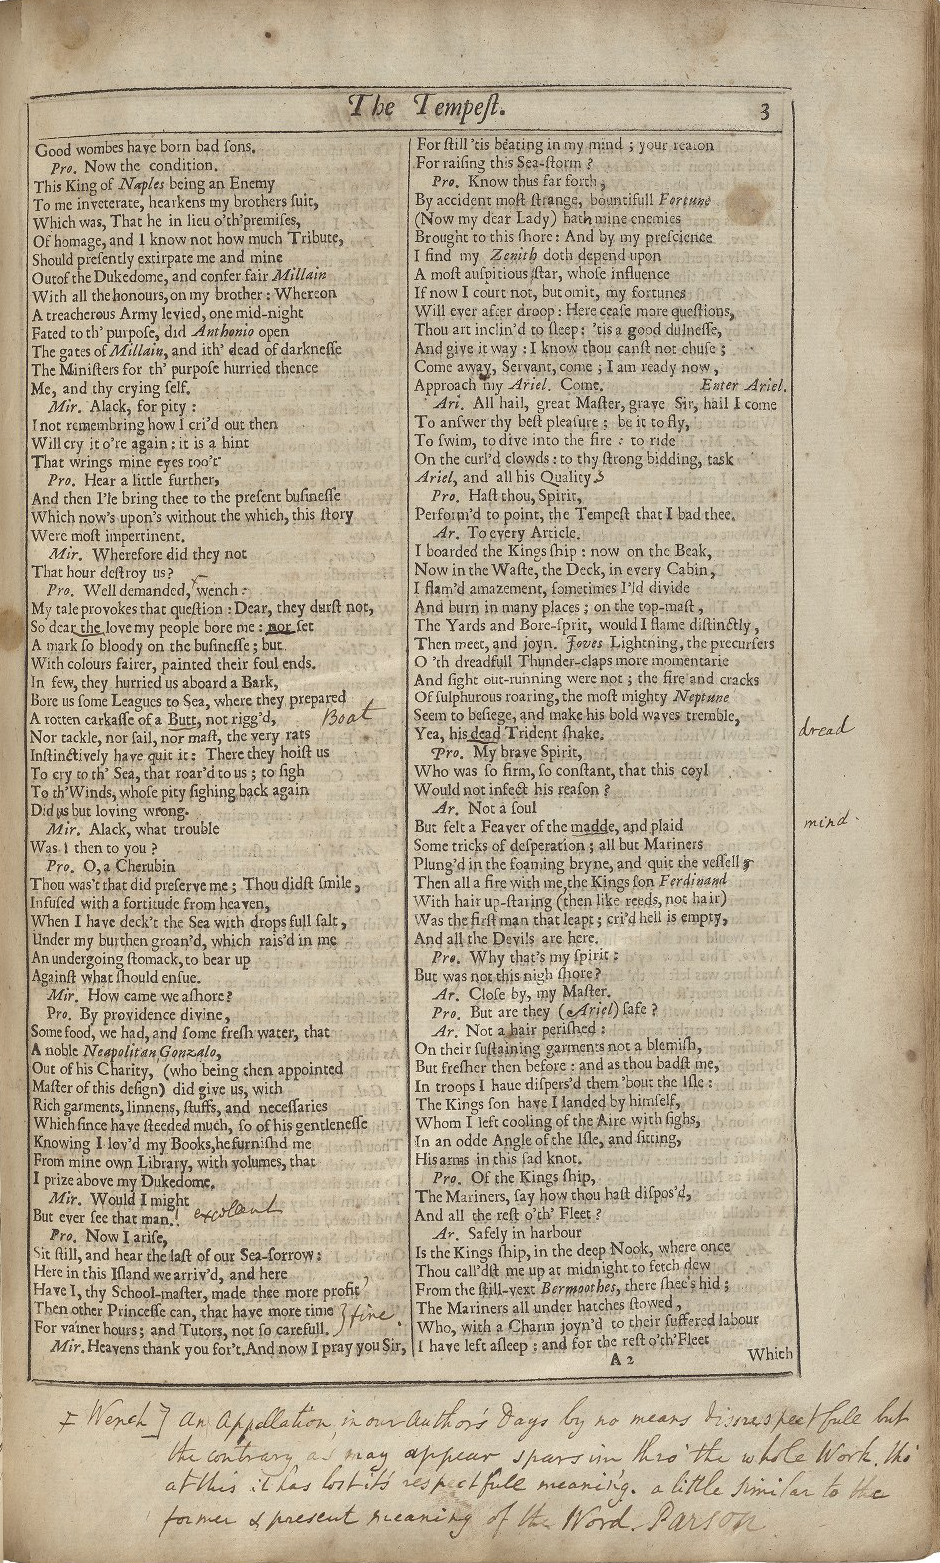 The Tempeſt.
3
Good wombes have born bad ſons.
Pro. Now the condition.
This King of Naples being an Enemy
To me inveterate, hearkens my brothers ſuit,
Which was, That he in lieu o'th'premiſes,
Of homage, and I know not how much Tribute,
Should preſently extirpate me and mine
Outof the Dukedome, and confer fair Millain
With all the honours, on my brother: Whereon
A treacherous Army levied, one mid-night
Fated to th' purpoſe, did Anthonio open
The gates of Millain, and ith' dead of darkneſſe
The Miniſters for th' purpoſe hurried thence
Me, and thy crying ſelf.
Mir. Alack, for pity:
I not remembring how I cri'd out then
Will cry it o're again: it is a hint
That wrings mine eyes too't
Pro. Hear a little further,
And then I'le bring thee to the preſent buſineſſe
Which now's upon's without the which, this ſtory
Were moſt impertinent.
Mir. Wherefore did they not
That hour deſtroy us?
Pro. Well demanded, wench:
My tale provokes that queſtion: Dear, they durſt not,
So dear the love my people bore me: nor ſet
A mark ſo bloody on the buſineſſe; but
With colours fairer, painted their foul ends.
In few, they hurried us aboard a Bark,
Bore us ſome Leagues to Sea, where they prepared
A rotten carkaſſe of a Butt, not rigg'd, Boat
Nor tackle, nor ſail, nor maſt, the very rats
Inſtinctively have quit it: There they hoiſt us
To cry to th' Sea, that roar'd to us; to ſigh
To th'Winds, whoſe pity ſighing back again
Did us but loving wrong.
Mir. Alack, what trouble
Was I then to you?
Pro. O, a Cherubin
Thou was't that did preſerve me; Thou didſt ſmile,
Infuſed with a fortitude from heaven,
When I have deck't the Sea with drops full ſalt,
Under my burthen groan'd, which rais'd in me
An undergoing ſtomack, to bear up
Againſt what ſhould enſue.
Mir. How came we aſhore?
Pro. By providence divine,
Some food, we had, and ſome freſh water, that
A noble Neapolitan Gonzalo,
Out of his Charity, (who being then appointed
Maſter of this deſign) did give us, with
Rich garments, linnens, ſtuffs, and neceſſaries
Which ſince have ſteeded much, ſo of his gentleneſſe
Knowing I lov'd my Books, he furniſhd me
From mine own Library, with volumes, that
I prize above my Dukedome.
Mir. Would I might
But ever ſee that man.! excelent
Pro. Now I ariſe,
Sit ſtill, and hear the laſt of our Sea-ſorrow:
Here in this Iſland we arriv'd, and here
Have I, thy School-maſter, made thee more profit
Then other Princeſſe can, that have more time } fine.
For vainer hours; and Tutors, not ſo carefull.
Mir. Heavens thank you for't. And now I pray you Sir,
For ſtill 'tis beating in my mind; your reaſon
For raiſing this Sea-ſtorm?
Pro. Know thus far forth,
By accident moſt ſtrange, bountifull Fortune
(Now my dear Lady) hath mine enemies
Brought to this ſhore: And by my preſcience
I find my Zenith doth depend upon
A moſt auſpitious ſtar, whoſe influence
If now I court not, but omit, my fortunes
Will ever after droop: Here ceaſe more queſtions,
Thou art inclin'd to ſleep: 'tis a good dulneſſe,
And give it way: I know thou canſt not chuſe;
Come away, Servant, come; I am ready now,
Approach my Ariel. Come. Enter Ariel.
Ari. All hail, great Maſter, grave Sir, hail I come
To anſwer thy beſt pleaſure: be it to fly,
To ſwim, to dive into the fire: to ride
On the curl'd clowds: to thy ſtrong bidding, task
Ariel, and all his Quality.
Pro. Haſt thou, Spirit,
Perform'd to point, the Tempeſt that I bad thee.
Ar. To every Article.
I boarded the Kings ſhip: now on the Beak,
Now in the Waſte, the Deck, in every Cabin,
I flam'd amazement, ſometimes I'ld divide
And burn in many places; on the top-maſt,
The Yards and Bore-ſprit, would I flame diſtinctly,
Then meet, and joyn. Joves Lightning, the precurſers
O 'th dreadfull Thunder-claps more momentarie
And ſight out-running were not; the fire and cracks
Of ſulphurous roaring, the moſt mighty Neptune
Seem to beſiege, and make his bold waves tremble,
Yea, his dead Trident ſhake. dread
Pro. My brave Spirit,
Who was ſo firm, ſo conſtant, that this coyl
Would not infect his reaſon?
Ar. Not a ſoul
But felt a Feaver of the madde, and plaid mind.
Some tricks of deſperation; all but Mariners
Plung'd in the foaming bryne, and quit the veſſell,
Then all a fire with me, the Kings ſon Ferdinand
With hair up-ſtaring (then like reeds, not hair)
Was the firſt man that leapt; cri'd hell is empty,
And all the Devils are here.
Pro. Why that's my ſpirit:
But was not this nigh ſhore?
Ar. Cloſe by, my Maſter.
Pro. But are they (Ariel) ſafe?
Ar. Not a hair periſhed:
On their ſuſtaining garments not a blemiſh,
But freſher then before: and as thou badſt me,
In troops I haue diſpers'd them 'bout the Iſle:
The Kings ſon have I landed by himſelf,
Whom I left cooling of the Aire with ſighs,
In an odde Angle of the Iſle, and ſitting,
His arms in this ſad knot.
Pro. Of the Kings ſhip,
The Mariners, ſay how thou haſt diſpos'd,
And all the reſt o'th' Fleet?
Ar. Safely in harbour
Is the Kings ſhip, in the deep Nook, where once
Thou call'dſt me up at midnight to fetch dew
From the ſtill-vext Bermoothes, there ſhee's hid;
The Mariners all under hatches ſtowed,
Who, with a Charm joyn'd to their ſuffered labour
I have left aſleep; and for the reſt o'th'Fleet
A 2 Which
Wench] An Appellation, in our Author's Days by no means disrespectfull but
the contrary as may appear thro' the whole Work. tho'
at this it has lost it's respectfull meaning. a little similar to the
former & present meaning of the Word. Parson